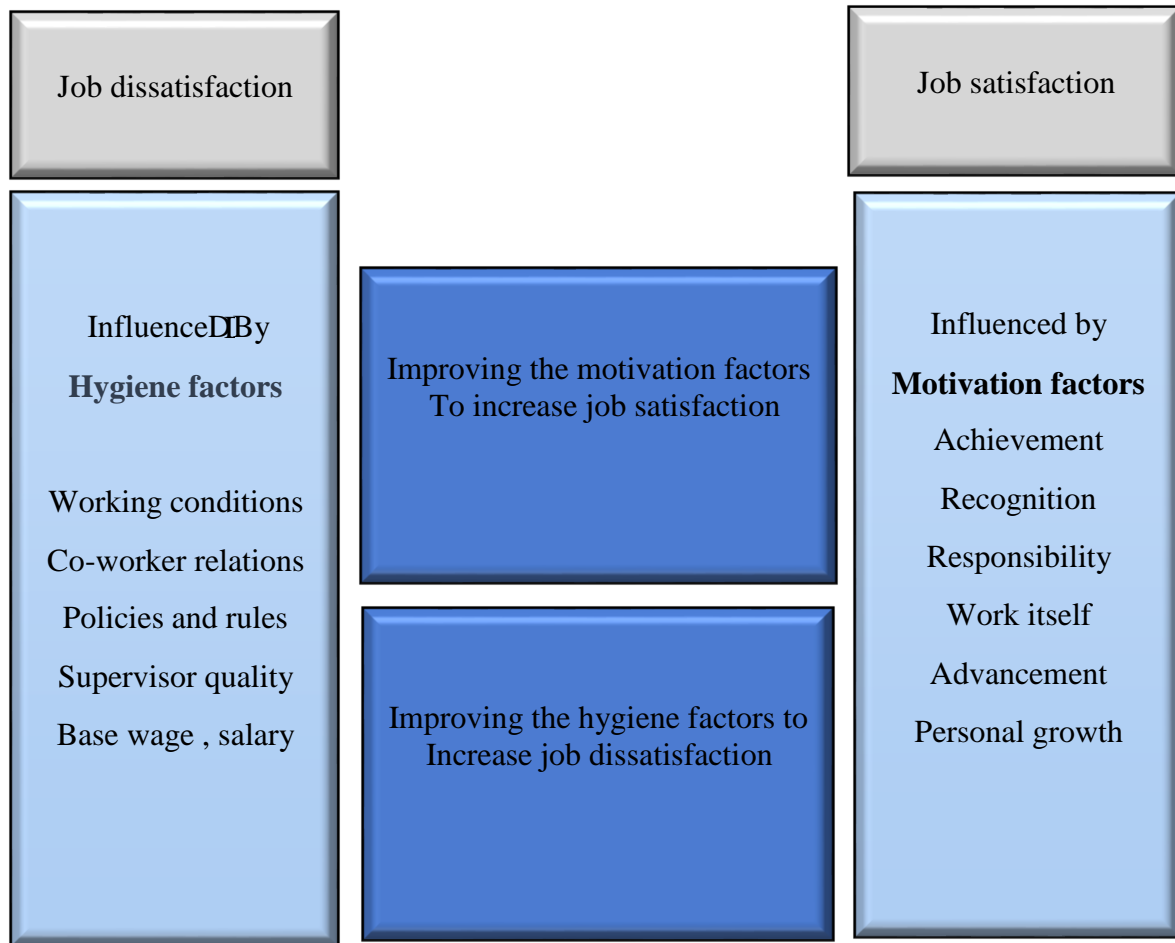 Job dissatisfaction
Job satisfaction
InfluenceDIBy
Hygiene factors
Working conditions
Co-worker relations
Policies and rules
Supervisor quality
Base wage , salary
Improving the motivation factors
To increase job satisfaction
Improving the hygiene factors to
Increase job dissatisfaction
Influenced by
Motivation factors
Achievement
Recognition
Responsibility
Work itself
Advancement
Personal growth